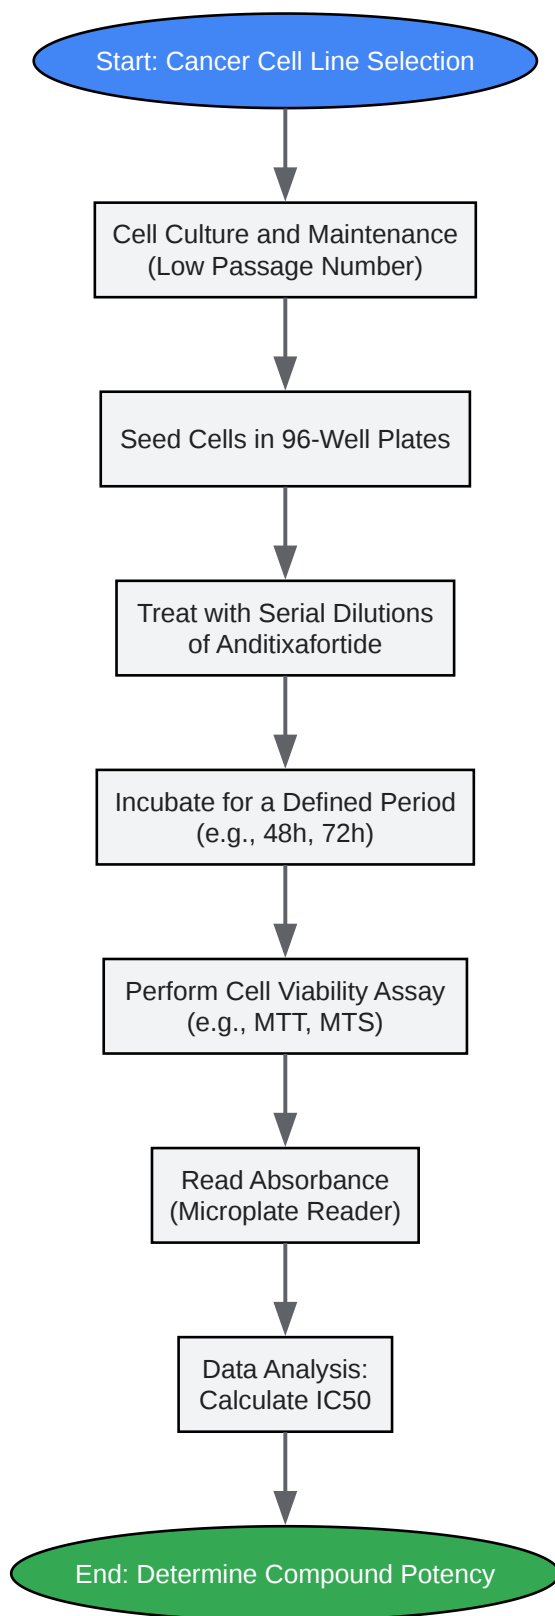 Start: Cancer Cell Line Selection
Cell Culture and Maintenance
(Low Passage Number)
Seed Cells in 96-Well Plates
Treat with Serial Dilutions
of Anditixafortide
Incubate for a Defined Period
(e.g., 48h, 72h)
Perform Cell Viability Assay
(e.g., MTT, MTS)
Read Absorbance
(Microplate Reader)
Data Analysis:
Calculate IC50
End: Determine Compound Potency